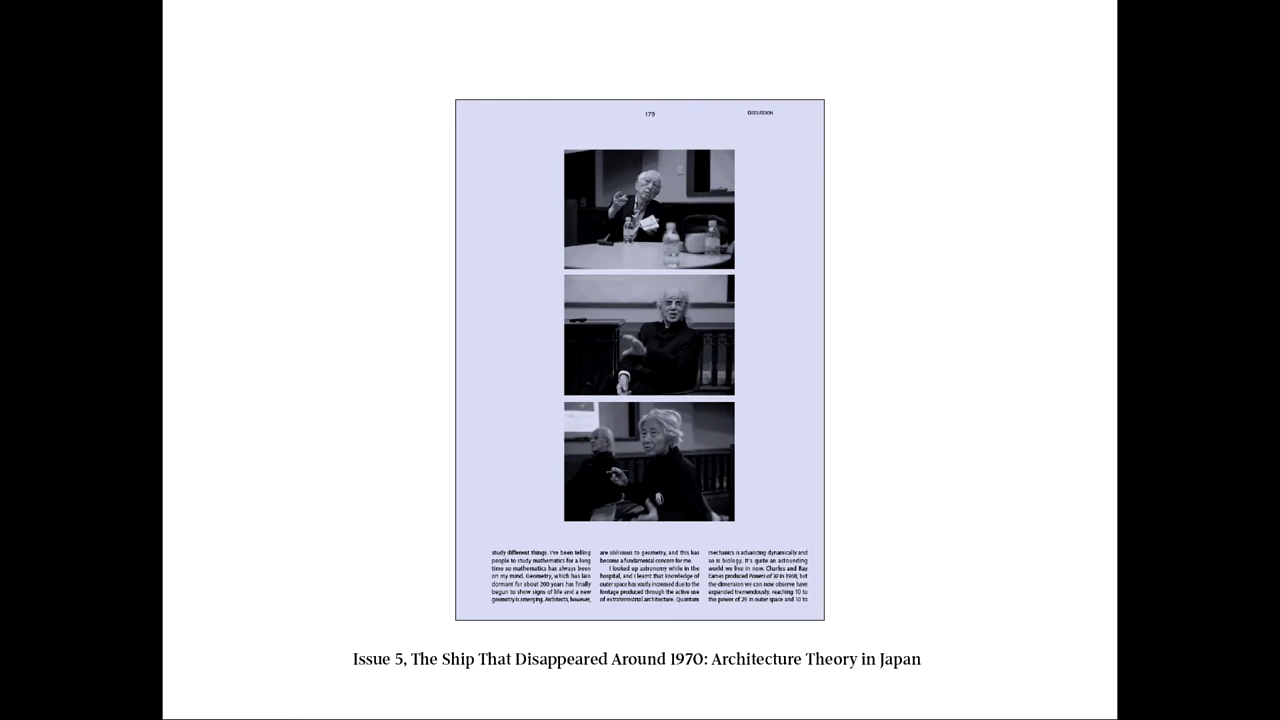 179
Discussion
study different things. I've been telling
people to study mathematics for a long
time so mathematics has always been
on my mind. Geometry, which has lain
dormant for about 200 years has finally
begun to show signs of life and a new
geometry is emerging. Architects, however,
are oblivious to geometry, and this has
become a fundamental concern for me.
I looked up astronomy while in the
hospital, and I learnt that knowledge of
outer space has vastly increased due to the
footage produced through the active use
of extraterrestrial architecture. Quantum
mechanics is advancing dynamically and
so is biology. It's quite an astounding
world we live in now. Charles and Ray
Eames produced Powers of 10 in 1968, but
the dimension we can now observe have
expanded tremendously, reaching 10 to
the power of 29 in outer space and 10 to
Issue 5, The Ship That Disappeared Around 1970: Architecture Theory in Japan